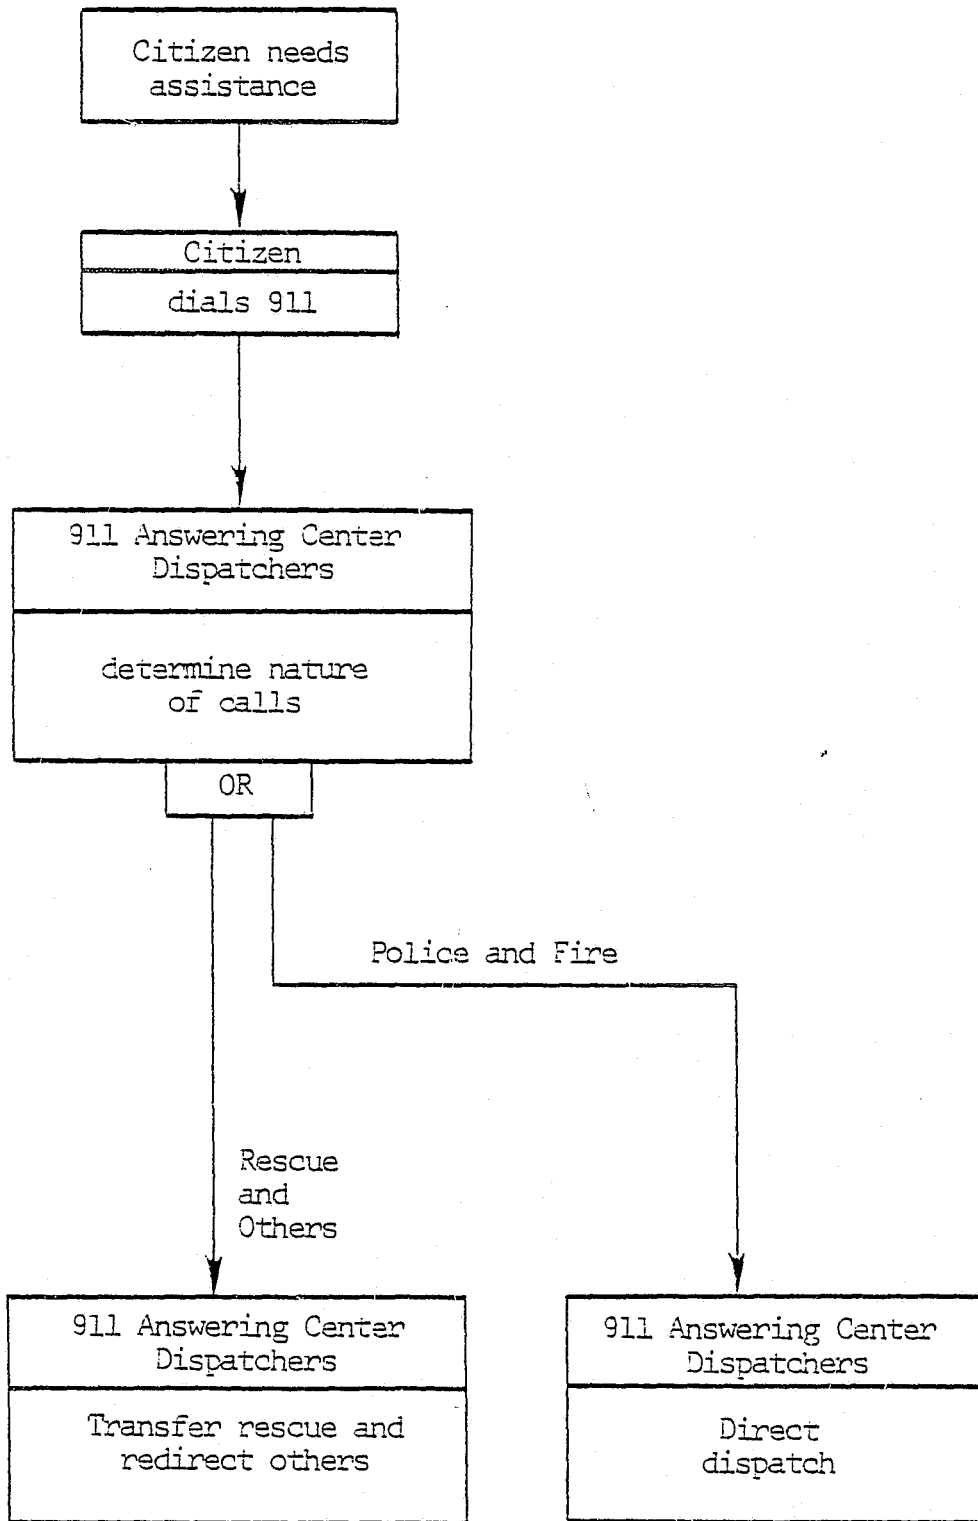 Citizen needs
assistance
Citizen
dials 911
911 Answering Center
Dispatchers
determine nature
of calls
OR
Police and Fire
Rescue
and
Others
911 Answering Center
Dispatchers
Transfer rescue and
redirect others
911 Answering Center
Dispatchers
Direct
dispatch